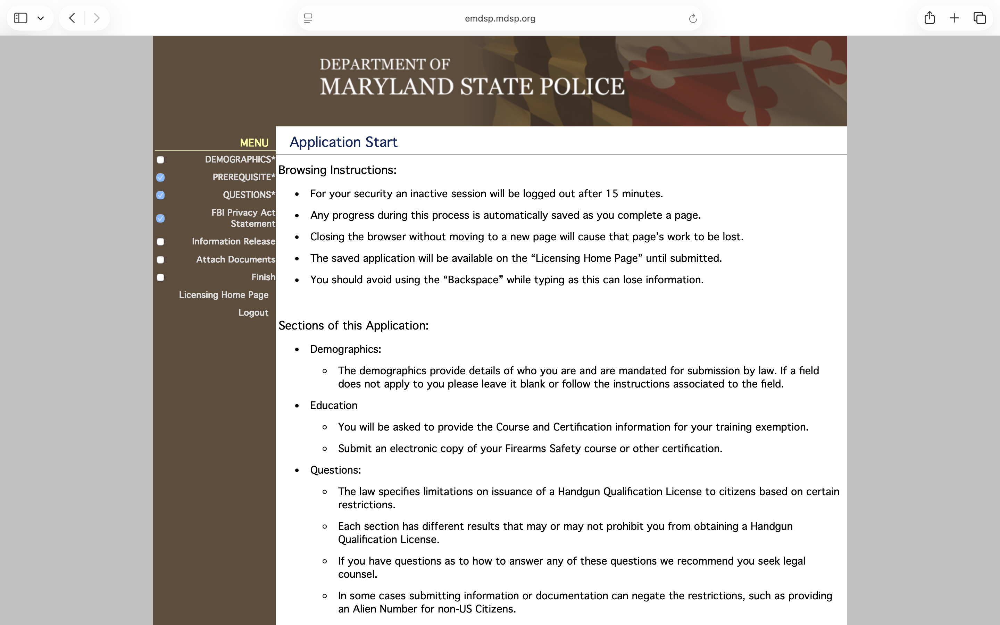 emdsp.mdsp.org
DEPARTMENT OF
MARYLAND STATE POLICE
MENU
DEMOGRAPHICS*
PREREQUISITE*
QUESTIONS*
FBI Privacy Act
Statement
Information Release
Attach Documents
Finish
Licensing Home Page
Logout
Application Start
Browsing Instructions:
• For your security an inactive session will be logged out after 15 minutes.
• Any progress during this process is automatically saved as you complete a page.
• Closing the browser without moving to a new page will cause that page’s work to be lost.
• The saved application will be available on the “Licensing Home Page” until submitted.
• You should avoid using the “Backspace” while typing as this can lose information.
Sections of this Application:
• Demographics:
◦ The demographics provide details of who you are and are mandated for submission by law. If a field
does not apply to you please leave it blank or follow the instructions associated to the field.
• Education
◦ You will be asked to provide the Course and Certification information for your training exemption.
◦ Submit an electronic copy of your Firearms Safety course or other certification.
• Questions:
◦ The law specifies limitations on issuance of a Handgun Qualification License to citizens based on certain
restrictions.
◦ Each section has different results that may or may not prohibit you from obtaining a Handgun
Qualification License.
◦ If you have questions as to how to answer any of these questions we recommend you seek legal
counsel.
◦ In some cases submitting information or documentation can negate the restrictions, such as providing
an Alien Number for non-US Citizens.